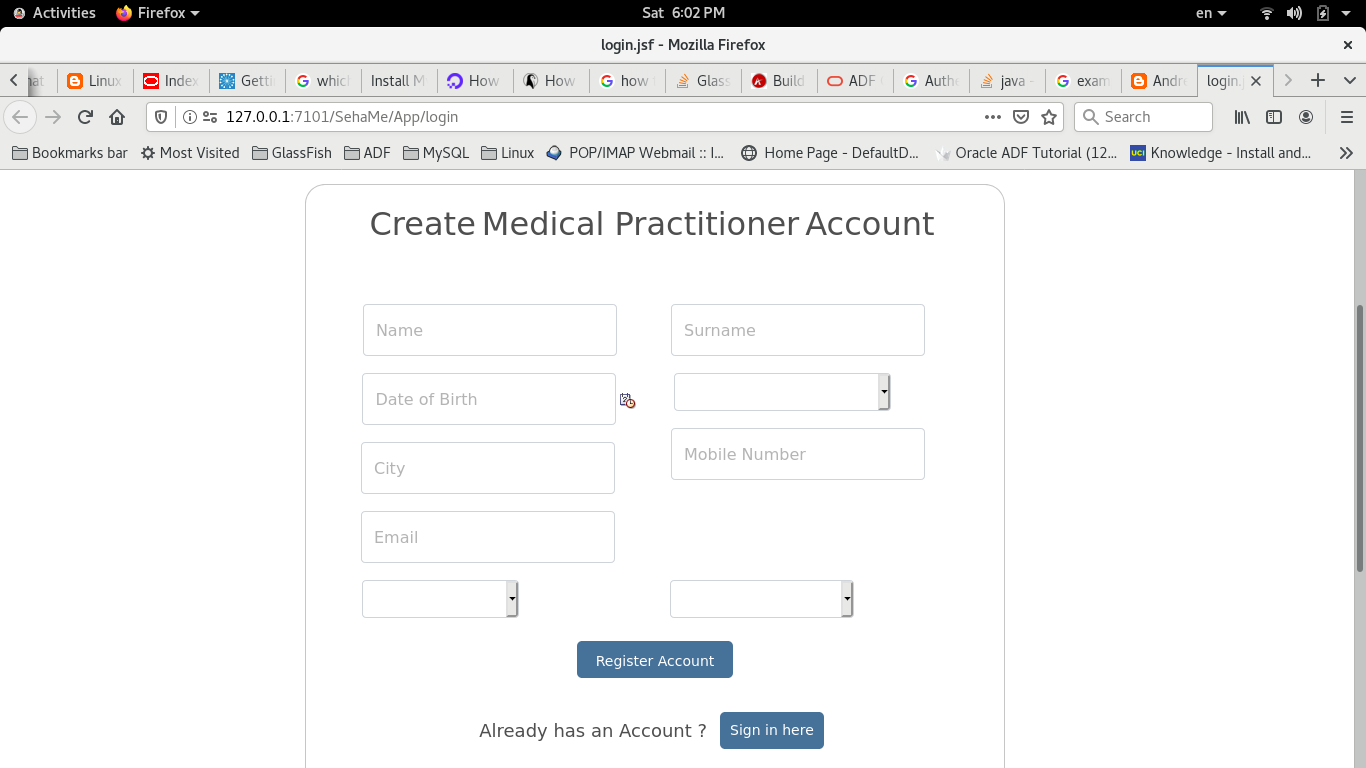 Activities Firefox Sat 6:02 PM en
login.jsf - Mozilla Firefox
Linux Index Getti whicl Install M How How how Glass Build ADF Authe java - exam Andr login.
127.0.0.1:7101/SehaMe/App/login Search
Bookmarks bar Most Visited GlassFish ADF MySQL Linux POP/IMAP Webmail :: I... Home Page - DefaultD... Oracle ADF Tutorial (12... UCI Knowledge - Install and...
Create Medical Practitioner Account
Name Surname
Date of Birth
City Mobile Number
Email
Register Account
Already has an Account ? Sign in here